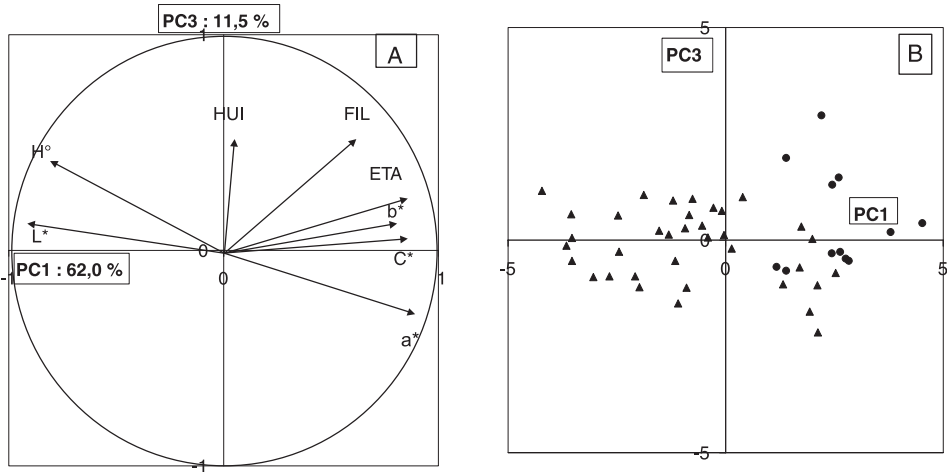 PC3 : 11,5 %
1
A
HUI
FIL
H°
ETA
b*
L*
0
C*
PC1 : 62,0 %
-1
0
1
a*
-1
5
PC3
B
PC1
0
-5
0
5
-5